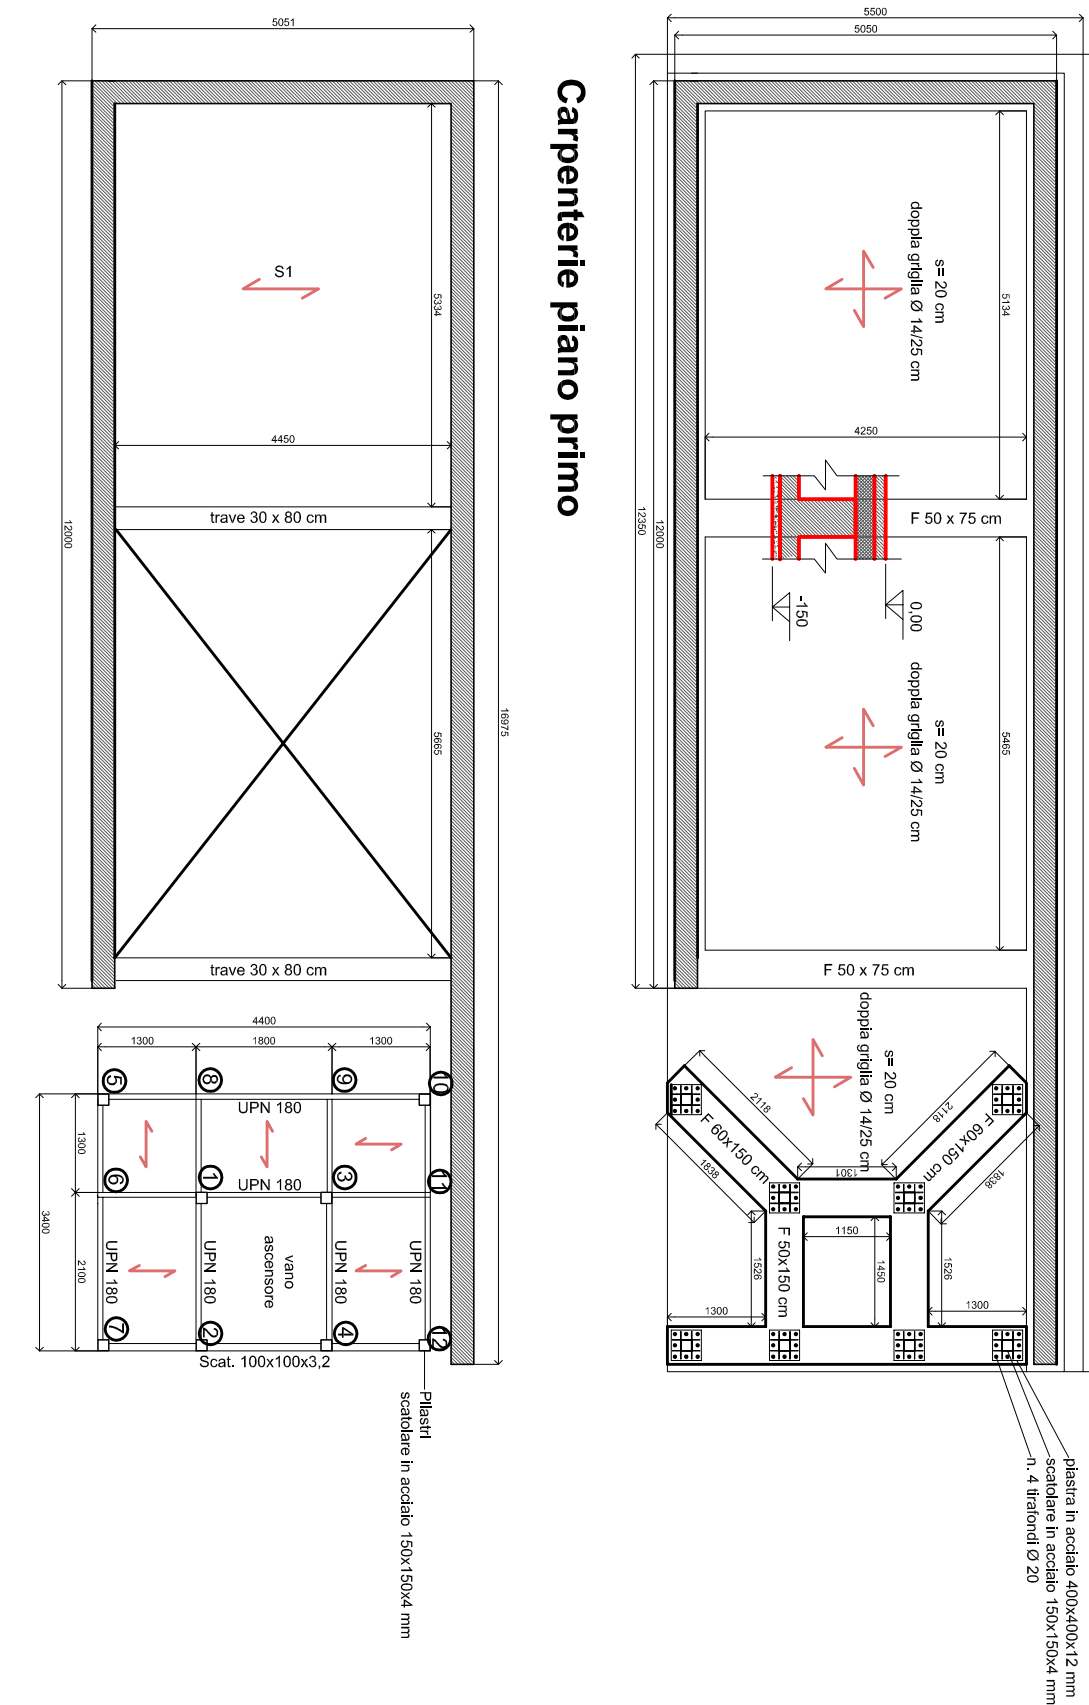 5051
5334
S1
4450
trave 30 x 80 cm
12000
16975
5665
trave 30 x 80 cm
4400
1300
1800
1300
5
8
9
10
UPN 180
1300
6
1
3
11
UPN 180
3400
2100
UPN 180
UPN 180
vano
ascensore
UPN 180
UPN 180
7
2
4
12
Scat. 100x100x3,2
Pilastri
scatolare in acciaio 150x150x4 mm
Carpenterie piano primo
5500
5050
s= 20 cm
doppia griglia Ø 14/25 cm
5134
4250
F 50 x 75 cm
12350
12000
-150
0,00
s= 20 cm
doppia griglia Ø 14/25 cm
5465
F 50 x 75 cm
s= 20 cm
doppia griglia Ø 14/25 cm
2118
2118
F 60x150 cm
F 60x150 cm
1838
1301
1838
F 50x150 cm
1150
1450
1526
1526
1300
1300
piastra in acciaio 400x400x12 mm
scatolare in acciaio 150x150x4 mm
n. 4 tirafondi Ø 20